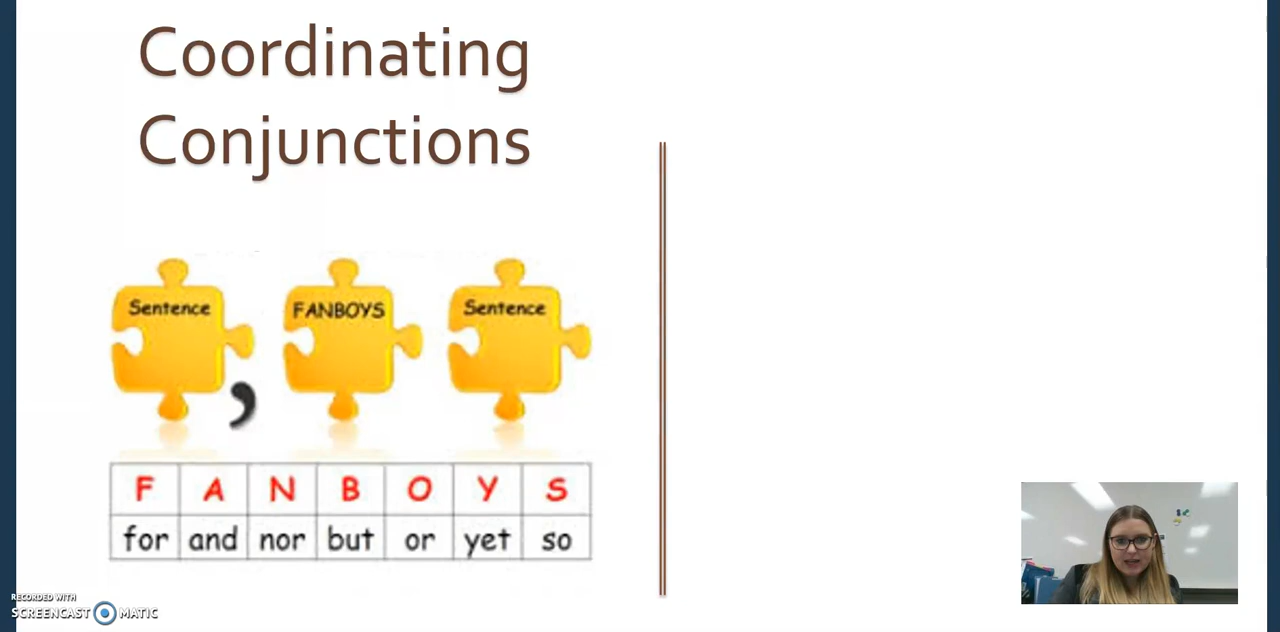 Coordinating
Conjunctions
Sentence , FANBOYS Sentence
F A N B O Y S
for and nor but or yet so
RECORDED WITH
SCREENCAST MATIC